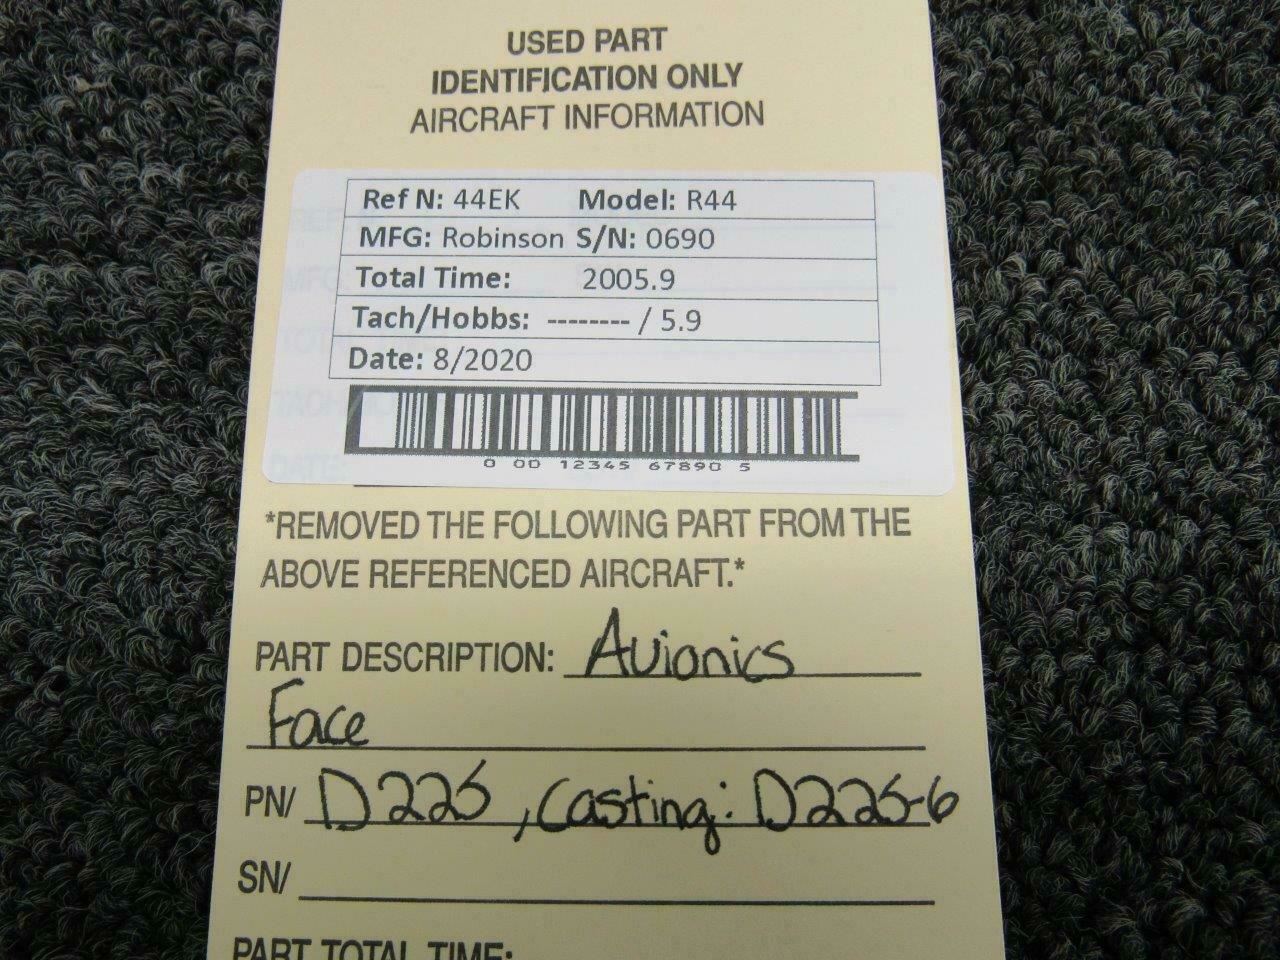 USED PART
IDENTIFICATION ONLY
AIRCRAFT INFORMATION
Ref N: 44EK Model: R44
MFG: Robinson S/N: 0690
Total Time: 2005.9
Tach/Hobbs: -------- / 5.9
Date: 8/2020
0 00 12345 67890 5
*REMOVED THE FOLLOWING PART FROM THE
ABOVE REFERENCED AIRCRAFT.*
PART DESCRIPTION: Avionics
Face
PN/ D225, Casting: D225-6
SN/
PART TOTAL TIME: